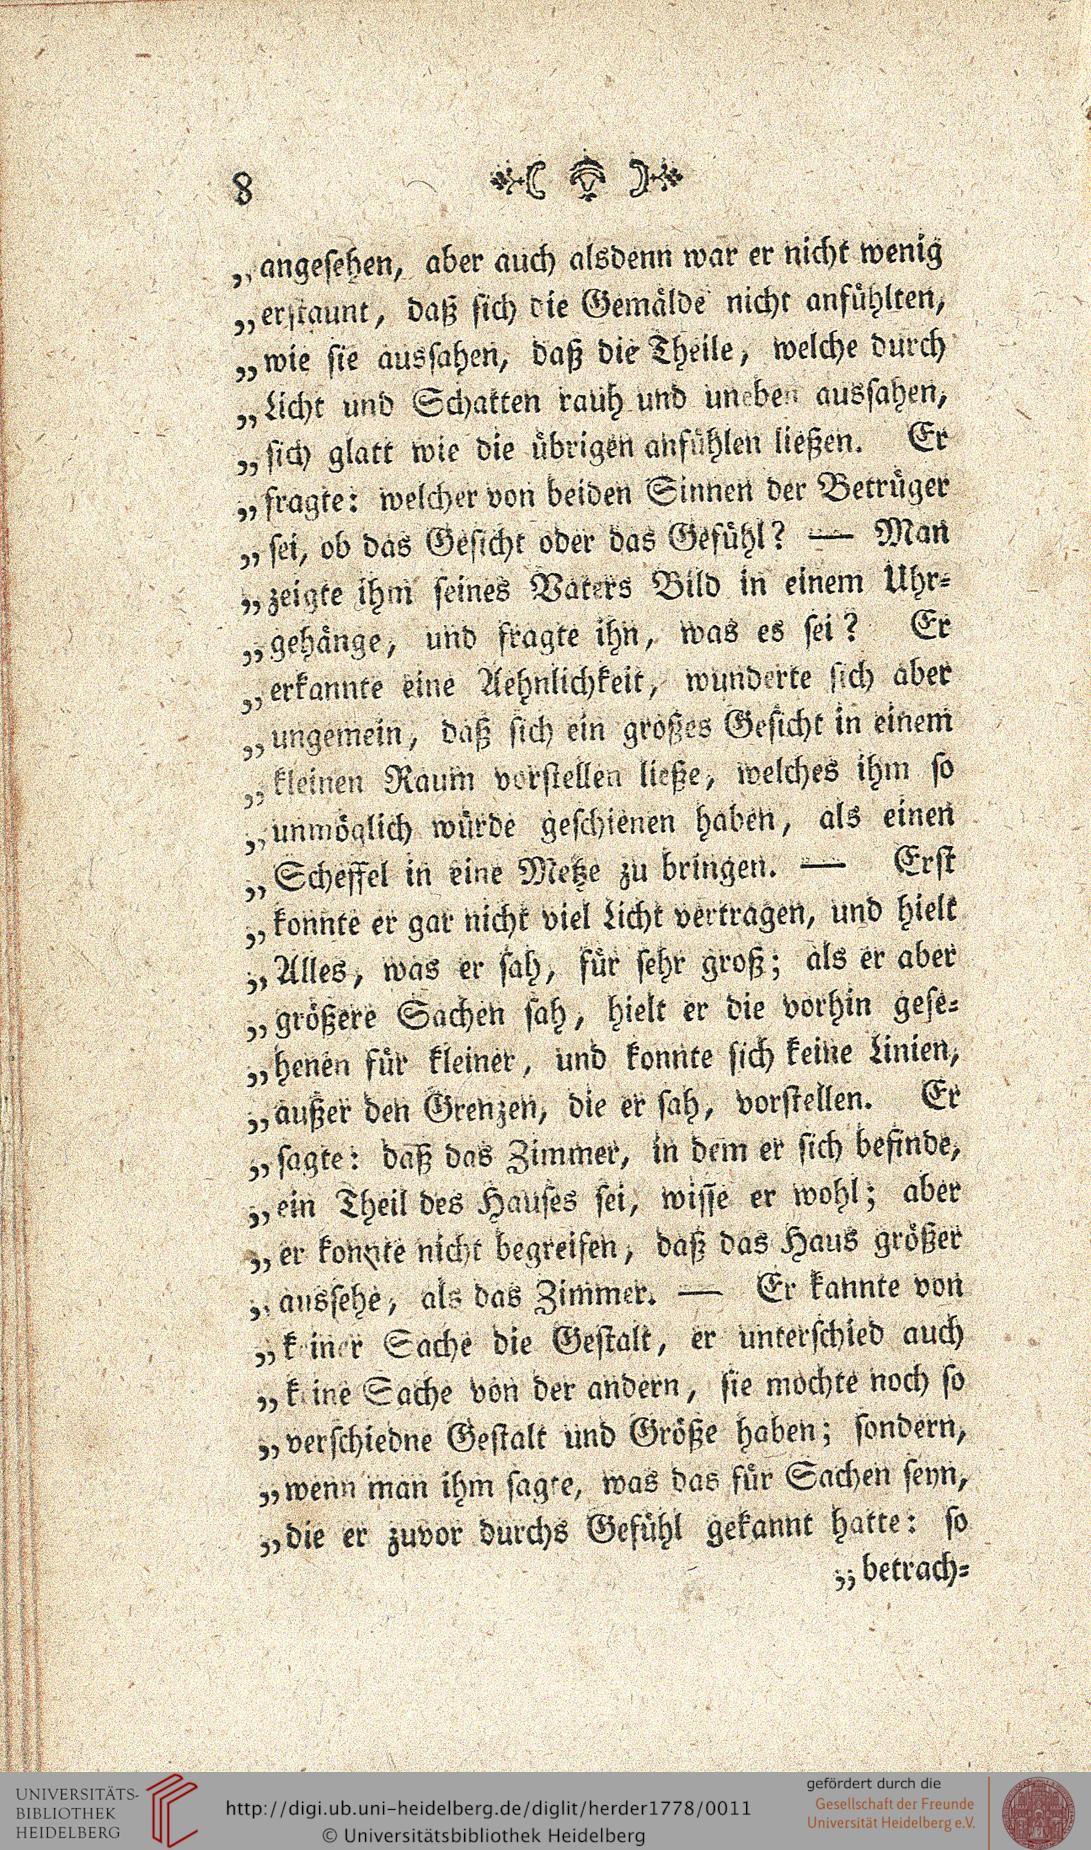 8
„angesehen, aber auch alsdenn war er nicht wenig
„erstaunt, daß sich die Gemälde nicht anfühlten,
„wie sie aussahen, daß die Theile, welche durch
„Licht und Schatten rauh und uneben aussahen,
„sich glatt wie die übrigen anfühlen ließen. Er
„fragte: welcher von beiden Sinnen der Betrüger
„sei, ob das Gesicht oder das Gefühl? — Man
„zeigte ihm seines Vaters Bild in einem Uhr-
„gehänge, und fragte ihn, was es sei? Er
„erkannte eine Aehnlichkeit, wunderte sich aber
„ungemein, daß sich ein großes Gesicht in einem
„kleinen Raum vorstellen ließe, welches ihm so
„unmöglich würde geschienen haben, als einen
„Scheffel in eine Metze zu bringen. — Erst
„konnte er gar nicht viel Licht vertragen, und hielt
„Alles, was er sah, für sehr groß; als er aber
„größere Sachen sah, hielt er die vorhin gese-
„henen für kleiner, und konnte sich keine Linien,
„außer den Grenzen, die er sah, vorstellen. Er
„sagte: daß das Zimmer, in dem er sich befinde,
„ein Theil des Hauses sei, wisse er wohl; aber
„er konnte nicht begreifen, daß das Haus größer
„aussehe, als das Zimmer. — Er kannte von
„keiner Sache die Gestalt, er unterschied auch
„keine Sache von der andern, sie mochte noch so
„verschiedne Gestalt und Größe haben; sondern,
„wenn man ihm sagte, was das für Sachen seyn,
„die er zuvor durchs Gefühl gekannt hatte: so
„betrach-
UNIVERSITÄTS-
BIBLIOTHEK
HEIDELBERG
http://digi.ub.uni-heidelberg.de/diglit/herder1778/0011
© Universitätsbibliothek Heidelberg
gefördert durch die
Gesellschaft der Freunde
Universität Heidelberg e.V.